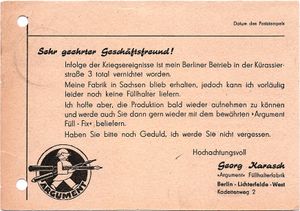 Datum des Poststempels
Sehr geehrter Geschäftsfreund!
Infolge der Kriegsereignisse ist mein Berliner Betrieb in der Kürassier-
straße 3 total vernichtet worden.
Meine Fabrik in Sachsen blieb erhalten, jedoch kann ich vorläufig
leider noch keine Füllhalter liefern.
Ich hoffe aber, die Produktion bald wieder aufnehmen zu können
und werde auch Sie dann gern wieder mit dem bewährten »Argument
Füll - Fix«, beliefern.
Haben Sie bitte noch Geduld, ich werde Sie nicht vergessen.
Hochachtungsvoll
Georg Karasch
»Argument« Füllhalterfabrik
Berlin - Lichterfelde - West
Kadettenweg 2
ARGUMENT